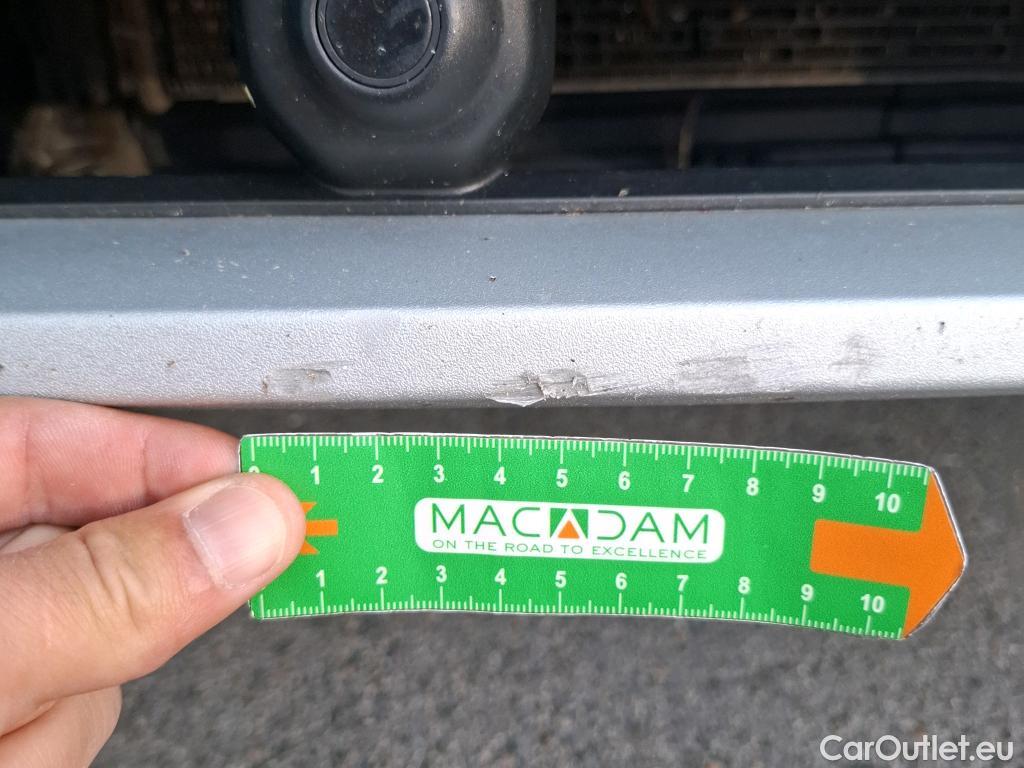 0 1 2 3 4 5 6 7 8 9 10
MACADAM
ON THE ROAD TO EXCELLENCE
1 2 3 4 5 6 7 8 9 10
CarOutlet.eu